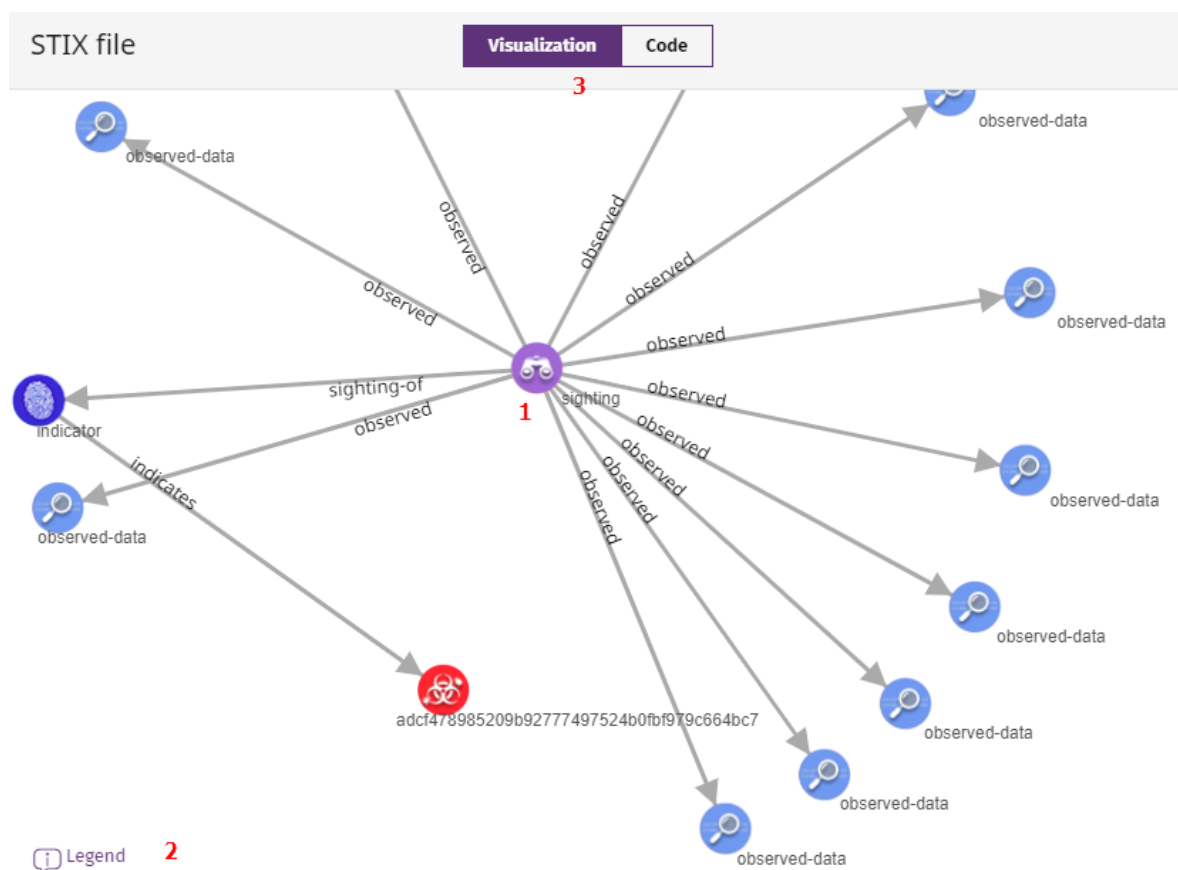 STIX file
Visualization
Code
3
observed-data
observed-data
observed
observed
observed
observed
observed
observed-data
observed
sighting-of
observed
sighting
1
observed
indicator
observed
observed
observed
observed
indicates
observed-data
observed-data
observed-data
adcf478985209b92777497524b0fbf979c664bc7
observed-data
observed-data
observed-data
Legend
2